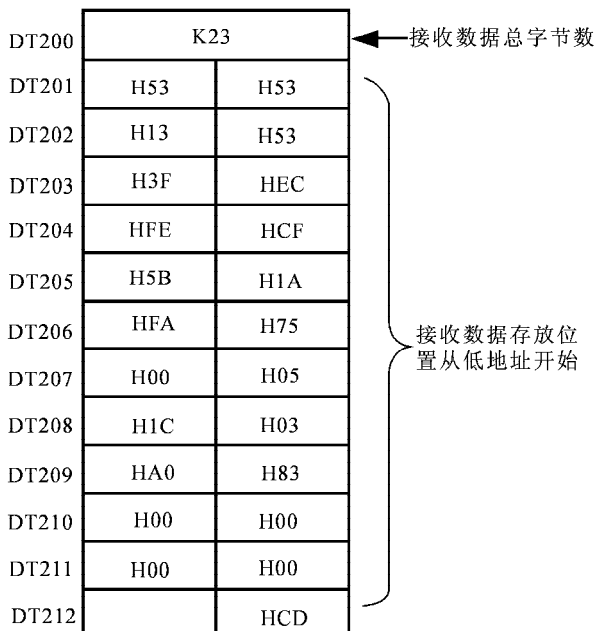 DT200 K23 接收数据总字节数
DT201 H53 H53
DT202 H13 H53
DT203 H3F HEC
DT204 HFE HCF
DT205 H5B H1A
DT206 HFA H75
接收数据存放位
置从低地址开始
DT207 H00 H05
DT208 H1C H03
DT209 HA0 H83
DT210 H00 H00
DT211 H00 H00
DT212 HCD